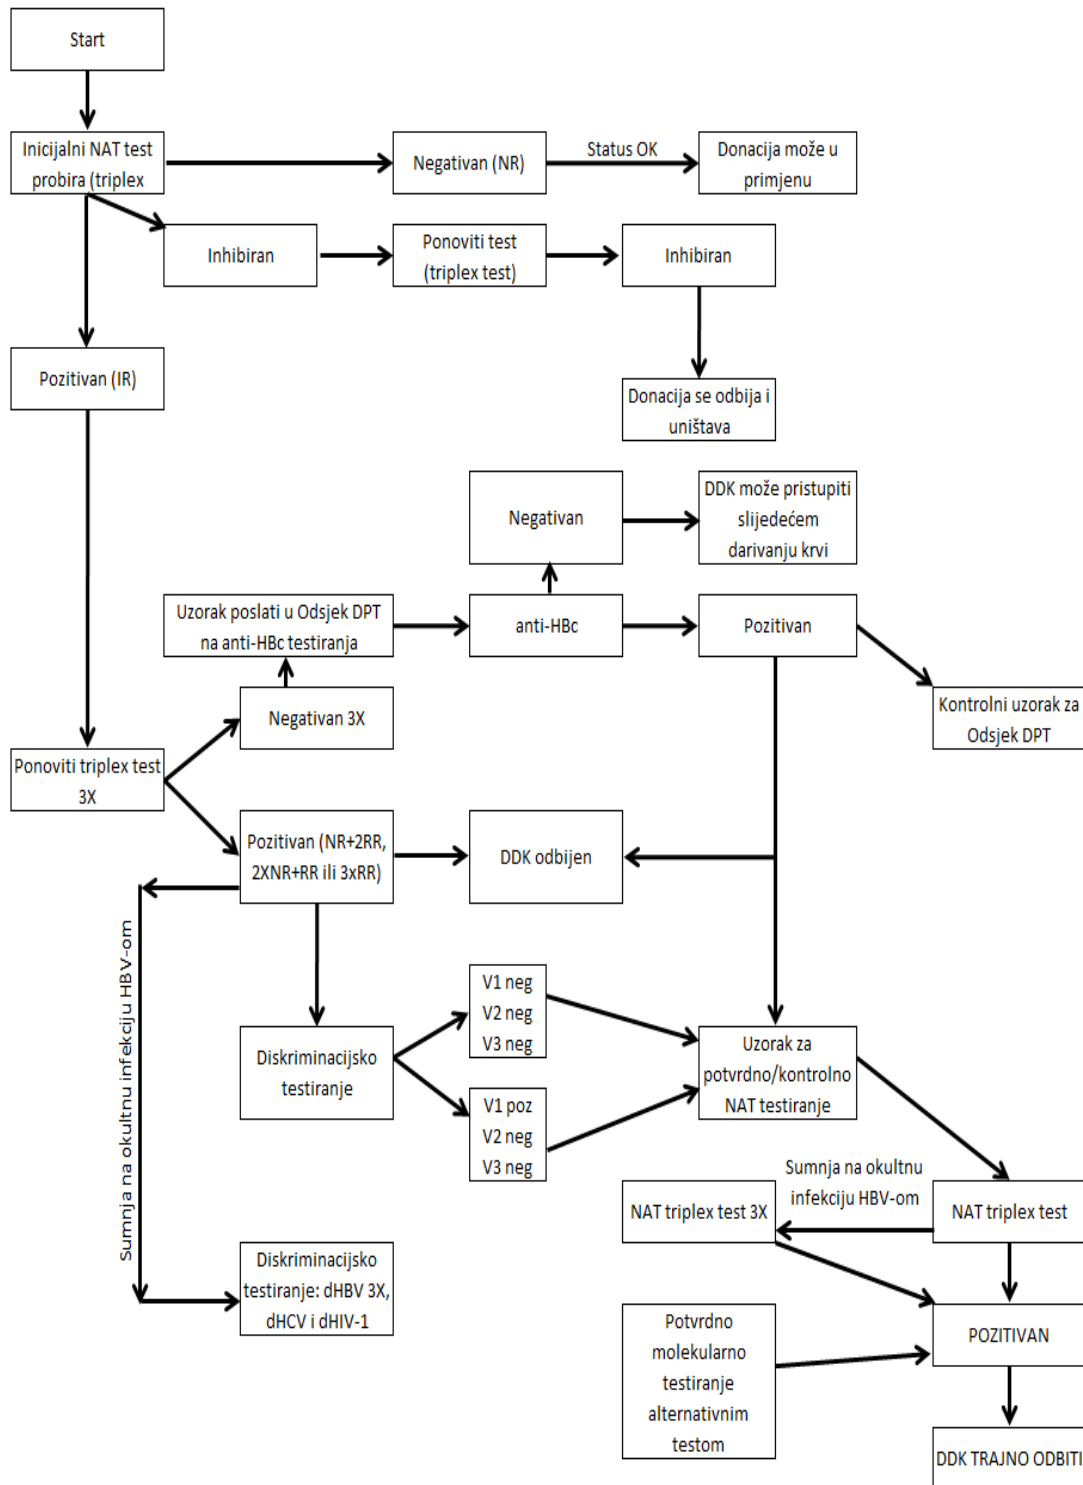 Start
Inicijalni NAT test
probira (triplex
Negativan (NR)
Status OK
Donacija može u
primjenu
Inhibiran
Ponoviti test
(triplex test)
Inhibiran
Pozitivan (IR)
Donacija se odbija i
uništava
Negativan
DDK može pristupiti
slijedećem
darivanju krvi
Uzorak poslati u Odsjek DPT
na anti-HBc testiranja
anti-HBc
Pozitivan
Negativan 3X
Kontrolni uzorak za
Odsjek DPT
Ponoviti triplex test
3X
Pozitivan (NR+2RR,
2XNR+RR ili 3xRR)
DDK odbijen
Sumnja na okultnu infekciju HBV-om
V1 neg
V2 neg
V3 neg
Diskriminacijsko
testiranje
Uzorak za
potvrdno/kontrolno
NAT testiranje
V1 poz
V2 neg
V3 neg
Sumnja na okultnu
infekciju HBV-om
NAT triplex test 3X
NAT triplex test
Diskriminacijsko
testiranje: dHBV 3X,
dHCV i dHIV-1
Potvrdno
molekularno
testiranje
alternativnim
testom
POZITIVAN
DDK TRAJNO ODBITI